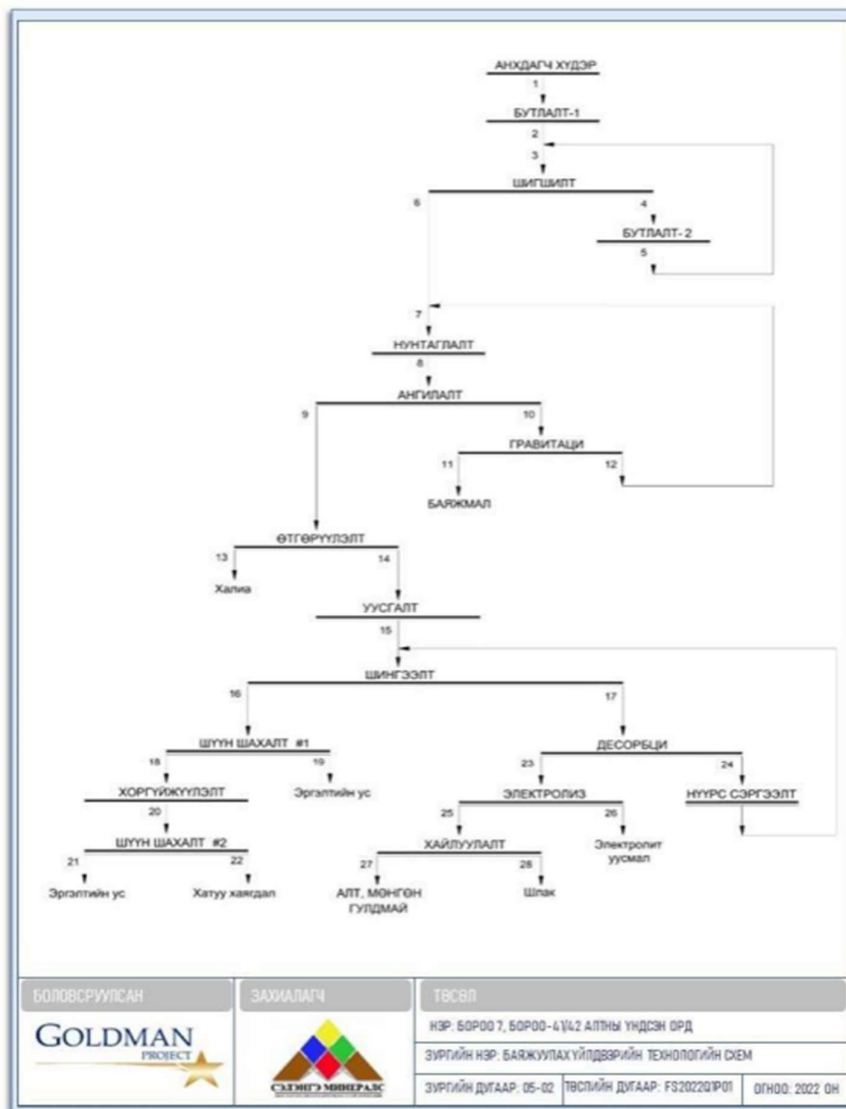 АНХДАГЧ ХҮДЭР
1
БУТЛАЛТ-1
2
3
ШИГШИЛТ
6
4
БУТЛАЛТ- 2
5
7
НУНТАГЛАЛТ
8
АНГИЛАЛТ
9
10
ГРАВИТАЦИ
11
12
БАЯЖМАЛ
ӨТГӨРҮҮЛЭЛТ
13
14
Халиа
УУСГАЛТ
15
ШИНГЭЭЛТ
16
17
ШҮҮН ШАХАЛТ #1
ДЕСОРБЦИ
18
19
23
24
ХОРГҮЙЖҮҮЛЭЛТ
Эргэлтийн ус
ЭЛЕКТРОЛИЗ
НҮҮРС СЭРГЭЭЛТ
20
25
26
ШҮҮН ШАХАЛТ #2
ХАЙЛУУЛАЛТ
Электролит
уусмал
21
22
27
28
Эргэлтийн ус
Хатуу хаягдал
АЛТ, МӨНГӨН
ГУЛДМАЙ
Шлак
БОЛОВСРУУЛСАН
ЗАХИАЛАГЧ
ТӨСӨЛ
GOLDMAN
PROJECT
СЭЛЭНГЭ МИНЕРАЛС
НЭР: БОРОО 7, БОРОО-41/42 АЛТНЫ ҮНДСЭН ОРД
ЗУРГИЙН НЭР: БАЯЖУУЛАХ ҮЙЛДВЭРИЙН ТЕХНОЛОГИЙН СХЕМ
ЗУРГИЙН ДУГААР: 05-02
ТӨСЛИЙН ДУГААР: FS2022Q1P01
ОГНОО: 2022 ОН